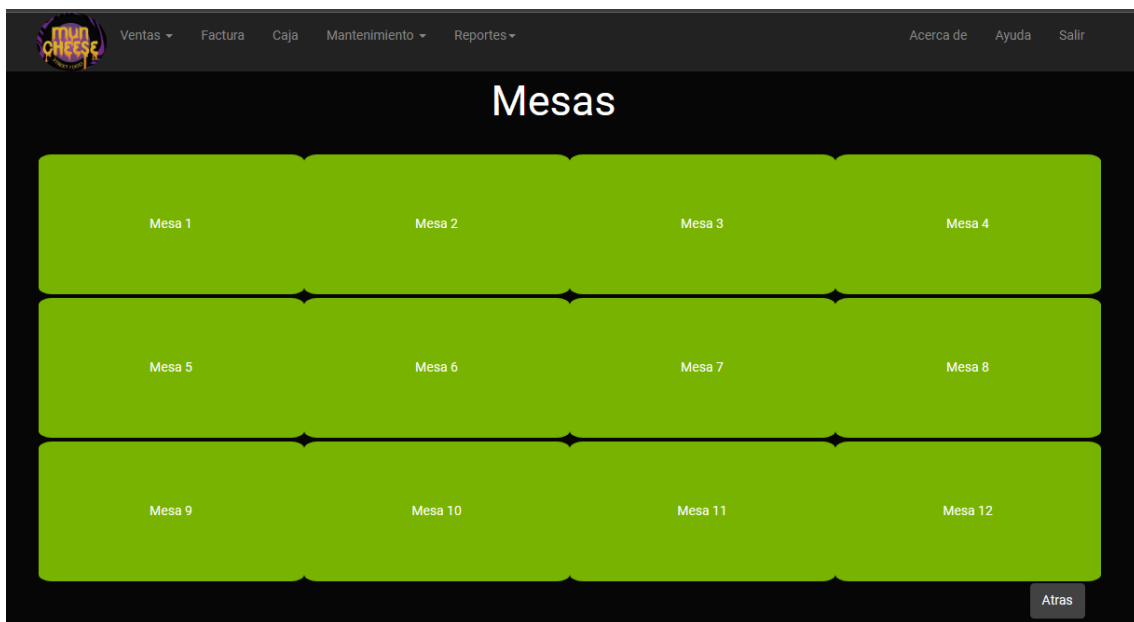 mun
CHEESE
Ventas Factura Caja Mantenimiento Reportes Acerca de Ayuda Salir
Mesas
Mesa 1 Mesa 2 Mesa 3 Mesa 4
Mesa 5 Mesa 6 Mesa 7 Mesa 8
Mesa 9 Mesa 10 Mesa 11 Mesa 12
Atras